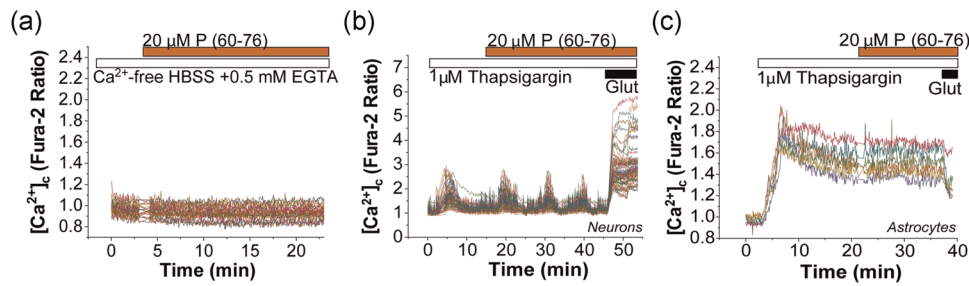 (a)
20 µM P (60-76)
Ca²⁺-free HBSS +0.5 mM EGTA
[Ca²⁺]c (Fura-2 Ratio)
2.4
2.2
2.0
1.8
1.6
1.4
1.2
1.0
0.8
0 5 10 15 20
Time (min)
(b)
20 µM P (60-76)
1µM Thapsigargin
Glut
[Ca²⁺]c (Fura-2 Ratio)
7
6
5
4
3
2
1
0
Neurons
0 10 20 30 40 50
Time (min)
(c)
20 µM P (60-76)
1µM Thapsigargin
Glut
[Ca²⁺]c (Fura-2 Ratio)
2.4
2.2
2.0
1.8
1.6
1.4
1.2
1.0
0.8
Astrocytes
0 10 20 30 40
Time (min)